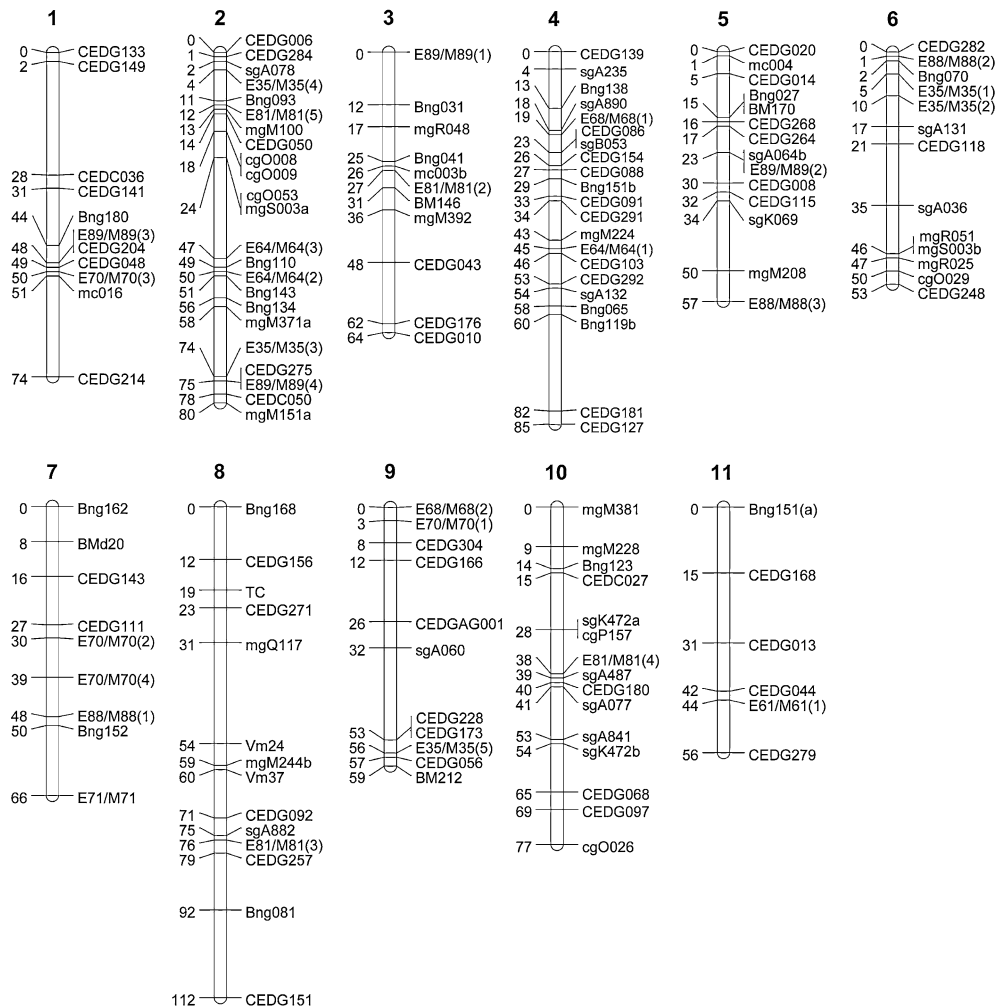 1
0 CEDG133
2 CEDG149
28 CEDC036
31 CEDG141
44 Bng180
E89/M89(3)
48 CEDG204
49 CEDG048
50 E70/M70(3)
51 mc016
74 CEDG214
2
0 CEDG006
1 CEDG284
2 sgA078
4 E35/M35(4)
11 Bng093
12 E81/M81(5)
13 mgM100
14 CEDG050
18 cgO008
cgO009
cgO053
24 mgS003a
47 E64/M64(3)
49 Bng110
50 E64/M64(2)
51 Bng143
56 Bng134
58 mgM371a
74 E35/M35(3)
CEDG275
75 E89/M89(4)
78 CEDC050
80 mgM151a
3
0 E89/M89(1)
12 Bng031
17 mgR048
25 Bng041
26 mc003b
27 E81/M81(2)
31 BM146
36 mgM392
48 CEDG043
62 CEDG176
64 CEDG010
4
0 CEDG139
4 sgA235
13 Bng138
18 sgA890
19 E68/M68(1)
CEDG086
23 sgB053
26 CEDG154
27 CEDG088
29 Bng151b
33 CEDG091
34 CEDG291
43 mgM224
45 E64/M64(1)
46 CEDG103
53 CEDG292
54 sgA132
58 Bng065
60 Bng119b
82 CEDG181
85 CEDG127
5
0 CEDG020
1 mc004
5 CEDG014
Bng027
15 BM170
16 CEDG268
17 CEDG264
23 sgA064b
E89/M89(2)
30 CEDG008
32 CEDG115
34 sgK069
50 mgM208
57 E88/M88(3)
6
0 CEDG282
1 E88/M88(2)
2 Bng070
5 E35/M35(1)
10 E35/M35(2)
17 sgA131
21 CEDG118
35 sgA036
mgR051
46 mgS003b
47 mgR025
50 cgO029
53 CEDG248
7
0 Bng162
8 BMd20
16 CEDG143
27 CEDG111
30 E70/M70(2)
39 E70/M70(4)
48 E88/M88(1)
50 Bng152
66 E71/M71
8
0 Bng168
12 CEDG156
19 TC
23 CEDG271
31 mgQ117
54 Vm24
59 mgM244b
60 Vm37
71 CEDG092
75 sgA882
76 E81/M81(3)
79 CEDG257
92 Bng081
112 CEDG151
9
0 E68/M68(2)
3 E70/M70(1)
8 CEDG304
12 CEDG166
26 CEDGAG001
32 sgA060
CEDG228
53 CEDG173
56 E35/M35(5)
57 CEDG056
59 BM212
10
0 mgM381
9 mgM228
14 Bng123
15 CEDC027
28 sgK472a
cgP157
38 E81/M81(4)
39 sgA487
40 CEDG180
41 sgA077
53 sgA841
54 sgK472b
65 CEDG068
69 CEDG097
77 cgO026
11
0 Bng151(a)
15 CEDG168
31 CEDG013
42 CEDG044
44 E61/M61(1)
56 CEDG279